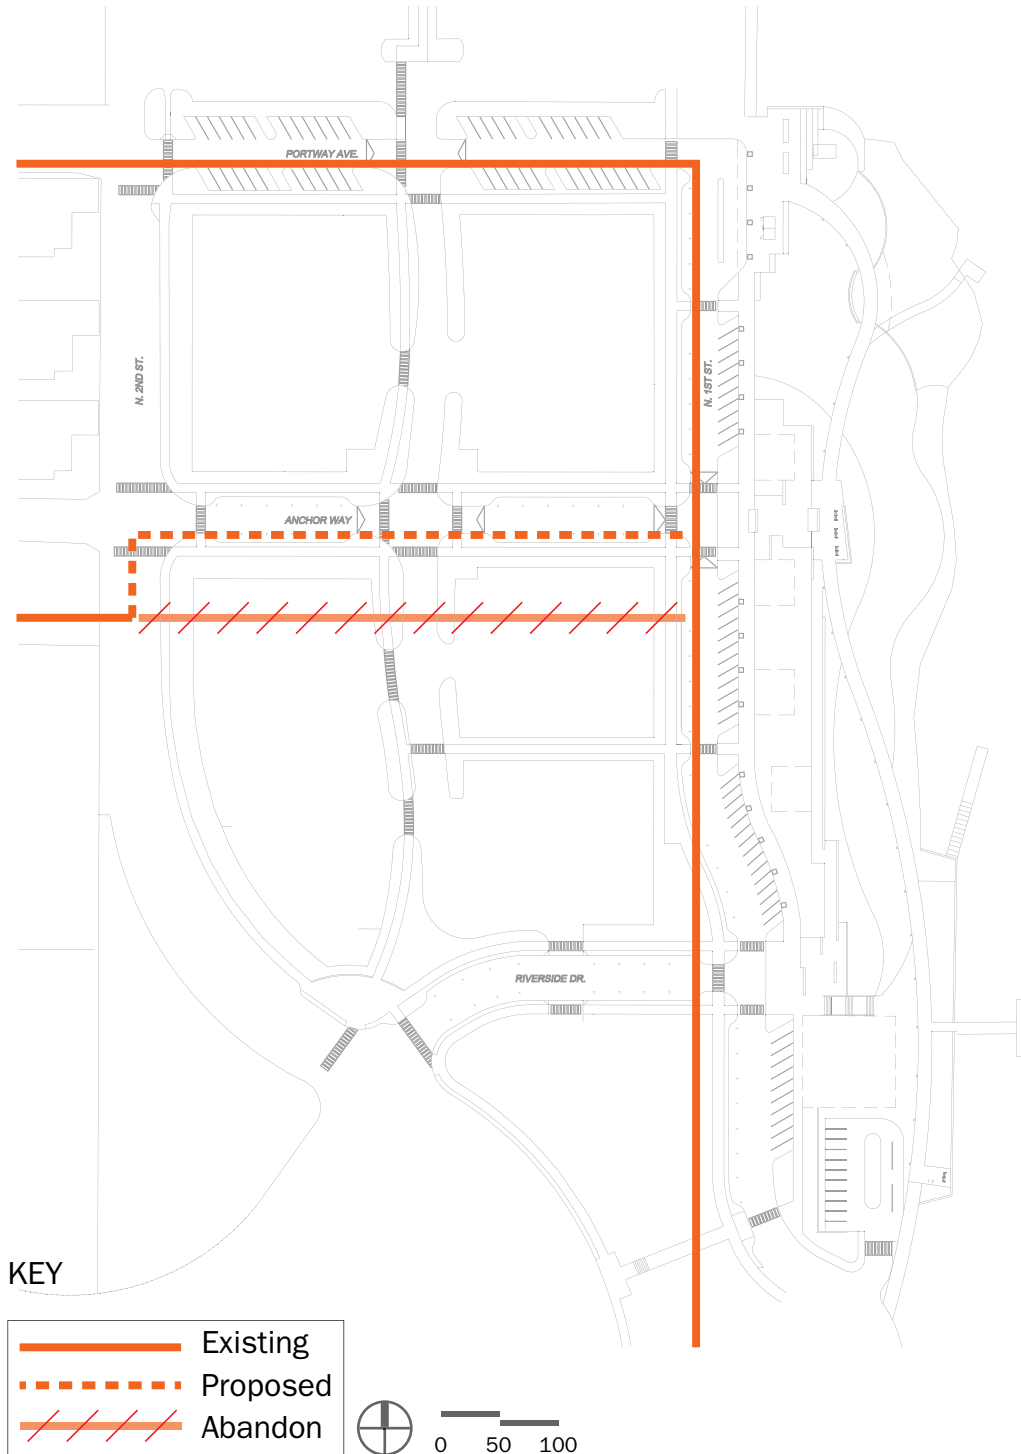 PORTWAY AVE.
N. 2ND ST.
N. 1ST ST.
ANCHOR WAY
RIVERSIDE DR.
KEY
Existing
Proposed
Abandon
0 50 100